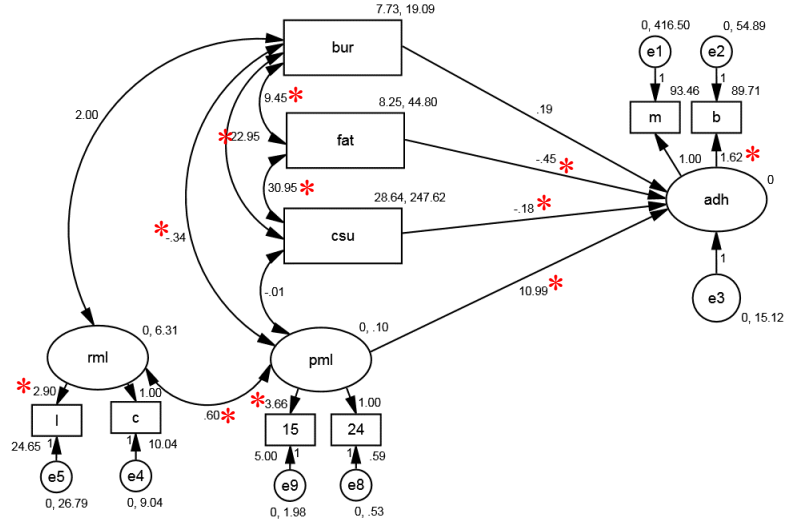 7.73, 19.09
bur
0, 416.50
0, 54.89
e1
e2
1
1
93.46
89.71
m
b
9.45*
8.25, 44.80
.19
2.00
*22.95
fat
-.45*
1.00
1.62*
0
30.95*
28.64, 247.62
adh
csu
-.18*
*-.34
1
10.99*
-.01
e3
0, 15.12
0, 6.31
0, .10
rml
pml
*2.90
1.00
.60*
*3.66
1.00
l
c
15
24
24.65
1
1
10.04
5.00
1
1
.59
e5
e4
e9
e8
0, 26.79
0, 9.04
0, 1.98
0, .53